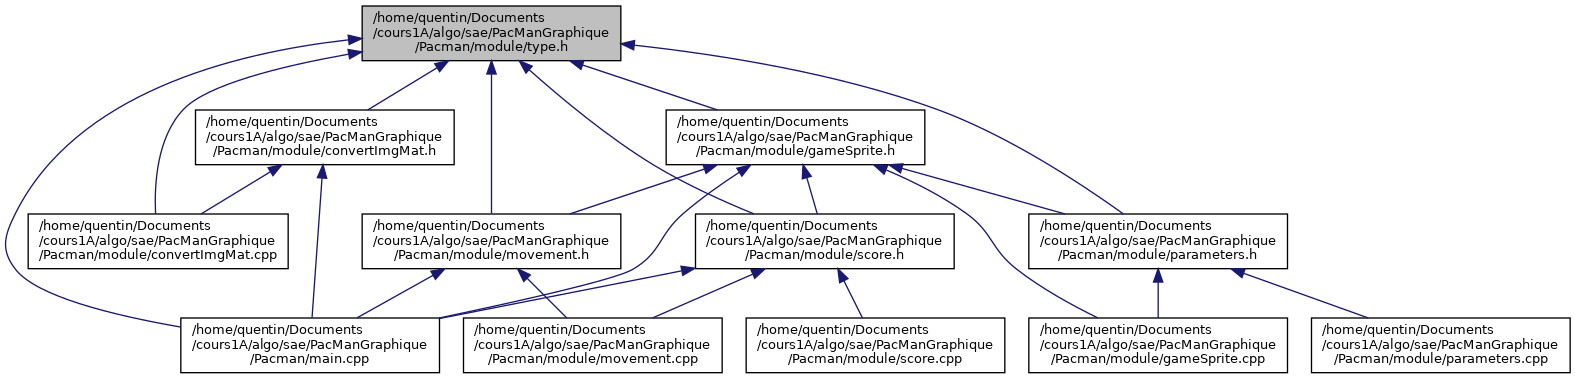 /home/quentin/Documents
/cours1A/algo/sae/PacManGraphique
/Pacman/module/type.h
/home/quentin/Documents
/cours1A/algo/sae/PacManGraphique
/Pacman/module/convertImgMat.h
/home/quentin/Documents
/cours1A/algo/sae/PacManGraphique
/Pacman/module/gameSprite.h
/home/quentin/Documents
/cours1A/algo/sae/PacManGraphique
/Pacman/module/convertImgMat.cpp
/home/quentin/Documents
/cours1A/algo/sae/PacManGraphique
/Pacman/module/movement.h
/home/quentin/Documents
/cours1A/algo/sae/PacManGraphique
/Pacman/module/score.h
/home/quentin/Documents
/cours1A/algo/sae/PacManGraphique
/Pacman/module/parameters.h
/home/quentin/Documents
/cours1A/algo/sae/PacManGraphique
/Pacman/main.cpp
/home/quentin/Documents
/cours1A/algo/sae/PacManGraphique
/Pacman/module/movement.cpp
/home/quentin/Documents
/cours1A/algo/sae/PacManGraphique
/Pacman/module/score.cpp
/home/quentin/Documents
/cours1A/algo/sae/PacManGraphique
/Pacman/module/gameSprite.cpp
/home/quentin/Documents
/cours1A/algo/sae/PacManGraphique
/Pacman/module/parameters.cpp